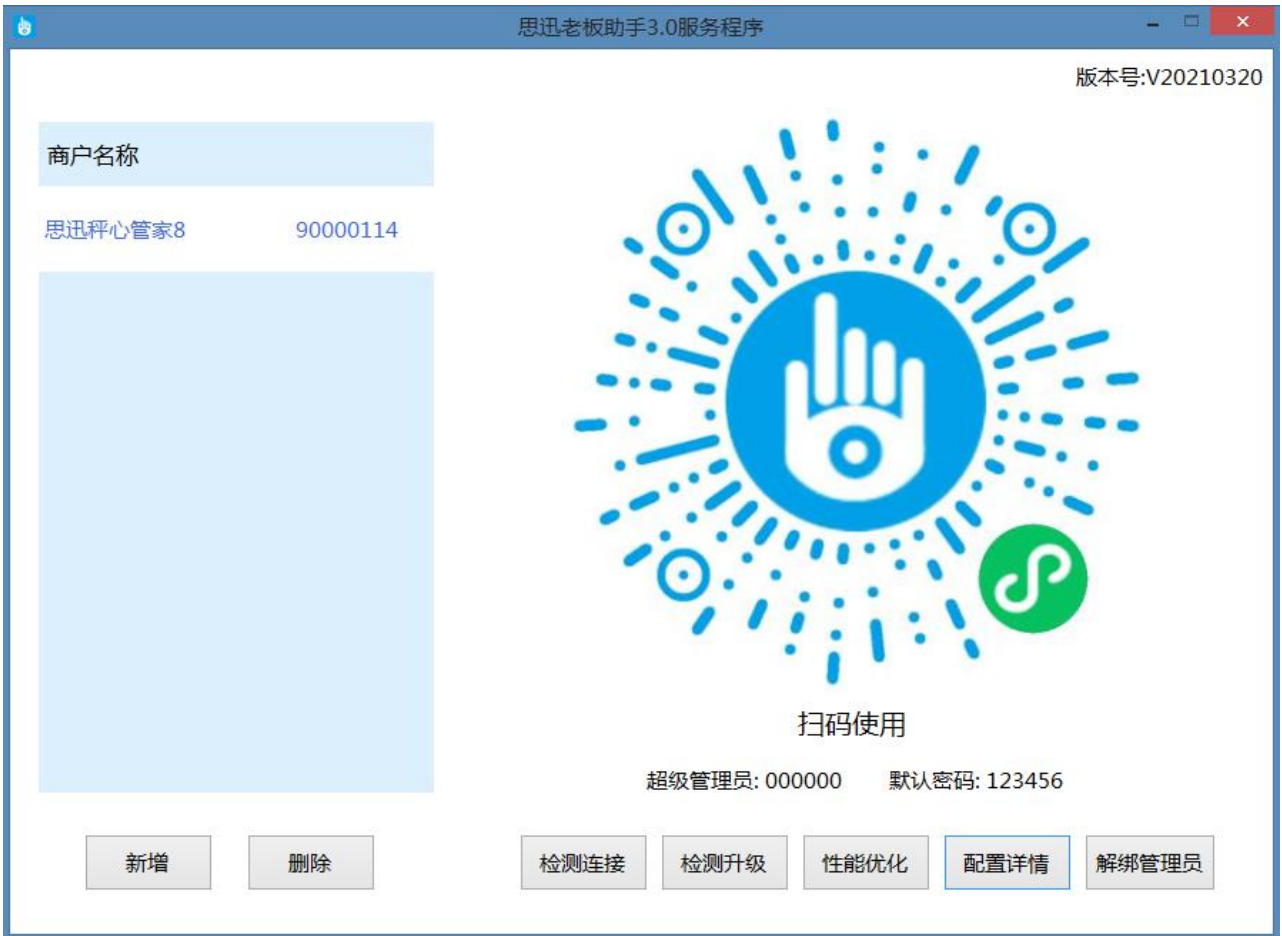 思迅老板助手3.0服务程序
版本号:V20210320
商户名称
思迅秤心管家8 90000114
扫码使用
超级管理员: 000000 默认密码: 123456
新增 删除 检测连接 检测升级 性能优化 配置详情 解绑管理员